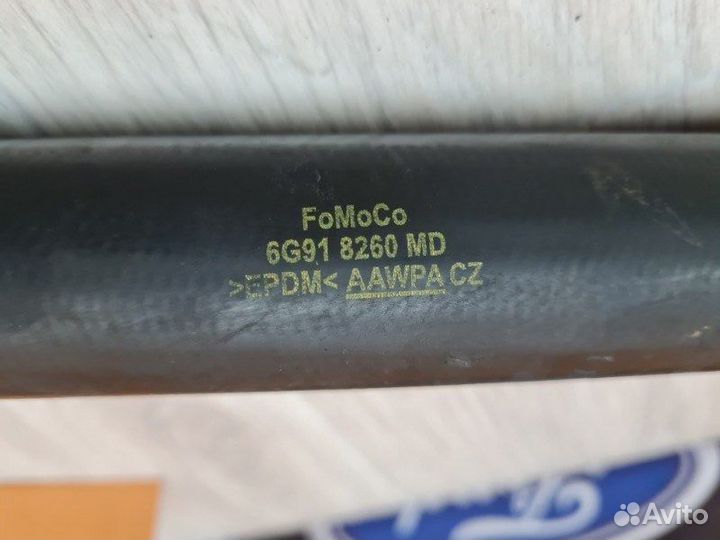 FoMoCo
6G91 8260 MD
>EPDM< AAWPA CZ
Avito